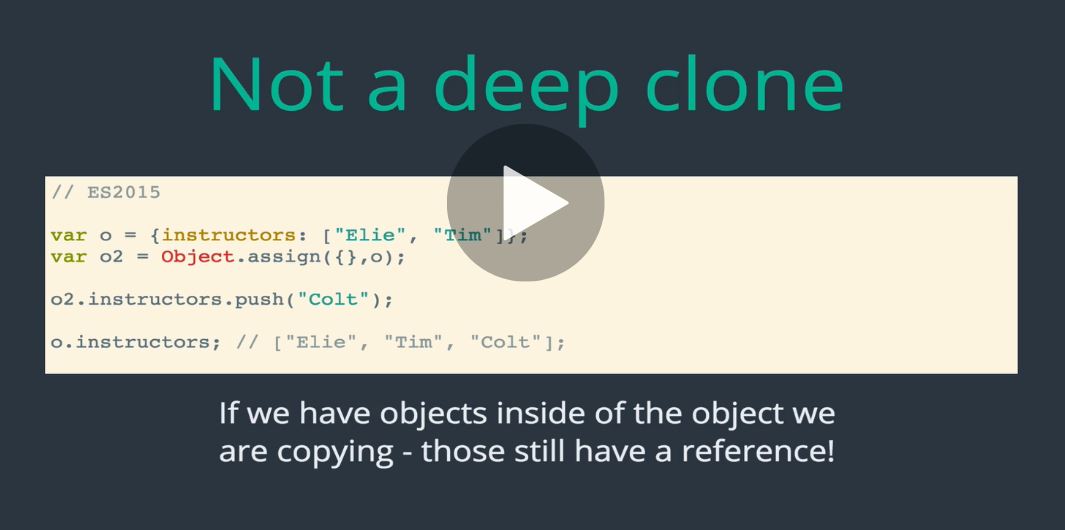 Not a deep clone
// ES2015
var o = {instructors: ["Elie", "Tim"]};
var o2 = Object.assign({},o);
o2.instructors.push("Colt");
o.instructors; // ["Elie", "Tim", "Colt"];
If we have objects inside of the object we
are copying - those still have a reference!